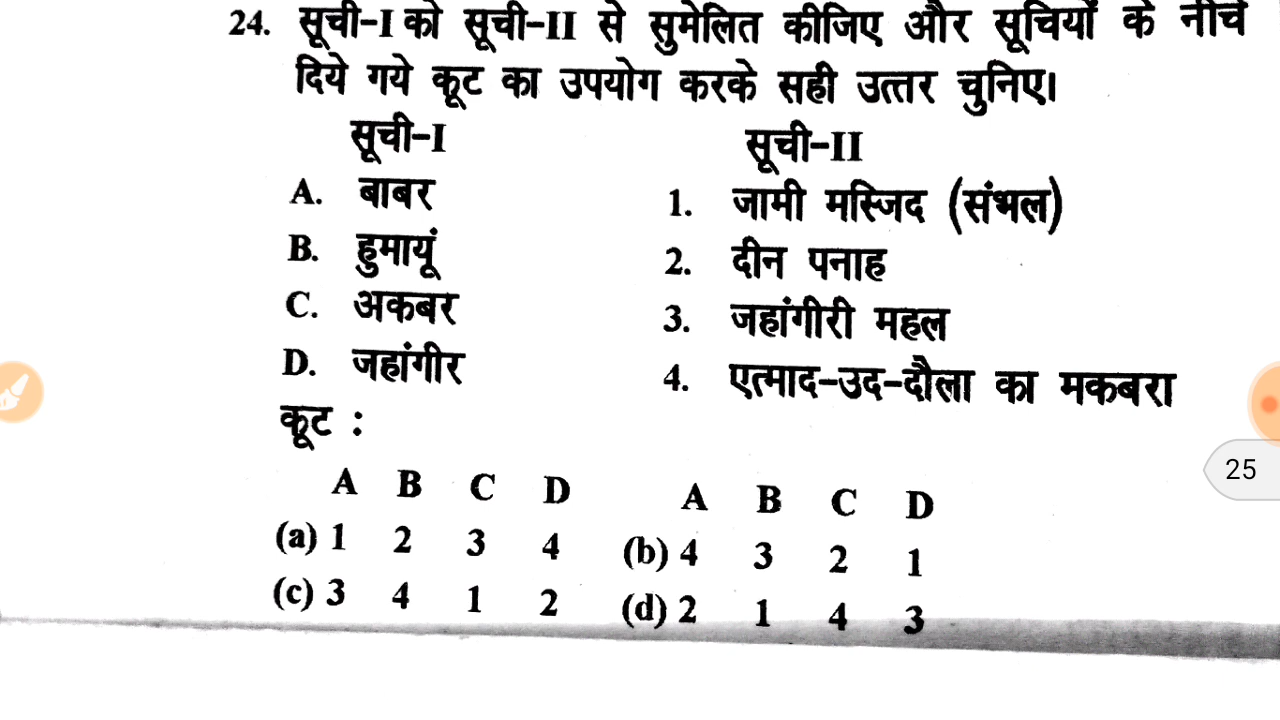 24. सूची-I को सूची-II से सुमेलित कीजिए और सूचियों के नीचे
दिये गये कूट का उपयोग करके सही उत्तर चुनिए।
सूची-I सूची-II
A. बाबर 1. जामी मस्जिद (संभल)
B. हुमायूं 2. दीन पनाह
C. अकबर 3. जहांगीरी महल
D. जहांगीर 4. एत्माद-उद-दौला का मकबरा
कूट :
25
A B C D A B C D
(a) 1 2 3 4 (b) 4 3 2 1
(c) 3 4 1 2 (d) 2 1 4 3